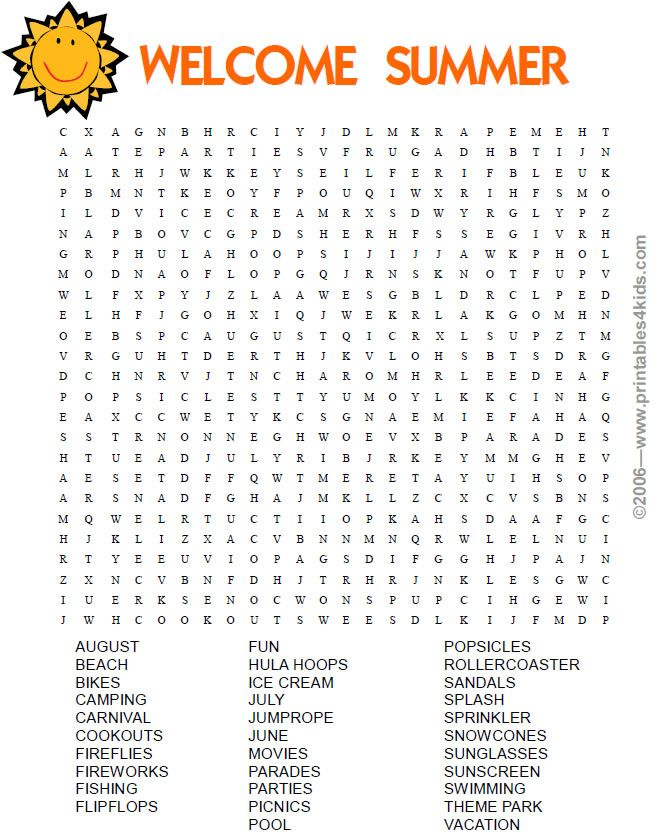 WELCOME SUMMER
C X A G N B H R C I Y J D L M K R A P E M E H T
A A T E P A R T I E S V F R U G A D H B T I J N
M L R H J W K K E Y S E I L F E R I F B L E U K
P B M N T K E O Y F P O U Q I W X R I H F S M O
I L D V I C E C R E A M R X S D W Y R G L Y P Z
N A P B O V C G P D S H E R H F S S E G I V R H
G R P H U L A H O O P S I J I J J A W K P H O L
M O D N A O F L O P G Q J R N S K N O T F U P V
W L F X P Y J Z L A A W E S G B L D R C L P E D
E L H F J G O H X I Q J W E K R L A K G O M H N
O E B S P C A U G U S T Q I C R X L S U P Z T M
V R G U H T D E R T H J K V L O H S B T S D R G
D C H N R V J T N C H A R O M H R L E E D E A F
P O P S I C L E S T T Y U M O Y L K K C I N H G
E A X C C W E T Y K C S G N A E M I E F A H A Q
S S T R N O N N E G H W O E V X B P A R A D E S
H T U E A D J U L Y R I B J R K E Y M M G H E V
A E S E T D F F Q W T M E R E T A Y U I H S O P
A R S N A D F G H A J M K L L Z C X C V S B N S
M Q W E L R T U C T I I O P K A H S D A A F G C
H J K L I Z X A C V B N N M N Q R W L E L N U I
R T Y E E U V I O P A G S D I F G G H J P A J N
Z X N C V B N F D H J T R H R J N K L E S G W C
I U E R K S E N O C W O N S P U P C I H G E W I
J W H C O O K O U T S W E E S D L K I J F M D P
AUGUST FUN POPSICLES
BEACH HULA HOOPS ROLLERCOASTER
BIKES ICE CREAM SANDALS
CAMPING JULY SPLASH
CARNIVAL JUMPROPE SPRINKLER
COOKOUTS JUNE SNOWCONES
FIREFLIES MOVIES SUNGLASSES
FIREWORKS PARADES SUNSCREEN
FISHING PARTIES SWIMMING
FLIPFLOPS PICNICS THEME PARK
POOL VACATION
©2006—www.printables4kids.com